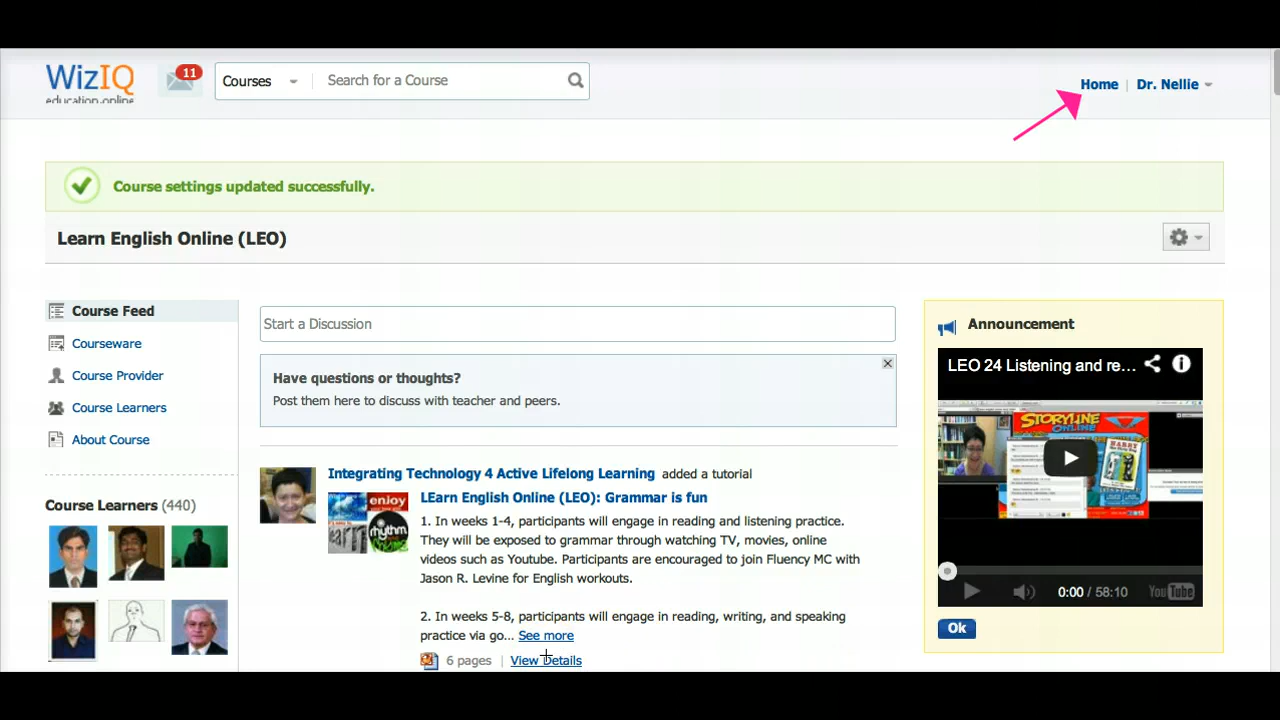 WizIQ
education.online
11
Courses
Search for a Course
Home | Dr. Nellie
Course settings updated successfully.
Learn English Online (LEO)
Course Feed
Courseware
Course Provider
Course Learners
About Course
Course Learners (440)
Start a Discussion
Have questions or thoughts?
Post them here to discuss with teacher and peers.
Integrating Technology 4 Active Lifelong Learning added a tutorial
enjoy
LEarn English Online (LEO): Grammar is fun
1. In weeks 1-4, participants will engage in reading and listening practice.
They will be exposed to grammar through watching TV, movies, online
videos such as Youtube. Participants are encouraged to join Fluency MC with
Jason R. Levine for English workouts.
2. In weeks 5-8, participants will engage in reading, writing, and speaking
practice via go... See more
6 pages | View Details
Announcement
LEO 24 Listening and re...
STORYLINE
ONLINE
0:00 / 58:10
YouTube
Ok